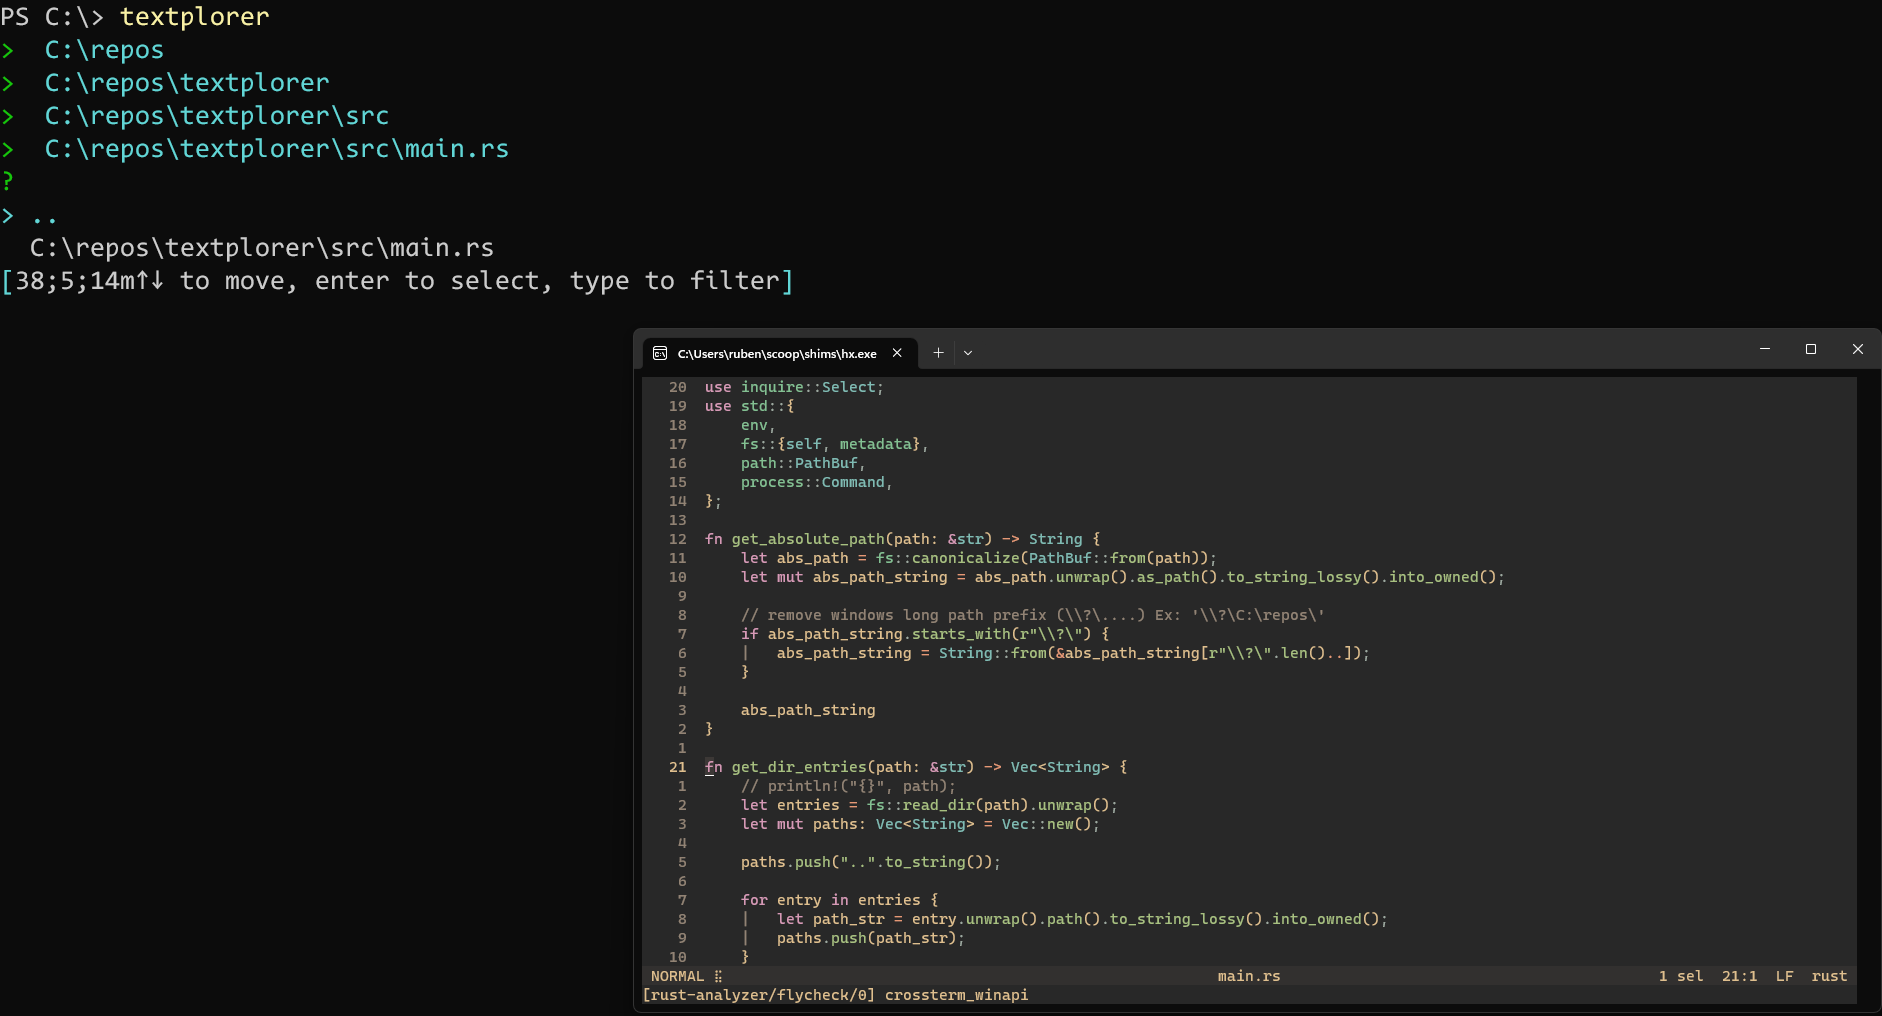 PS C:\> textplorer
>  C:\repos
>  C:\repos\textplorer
>  C:\repos\textplorer\src
>  C:\repos\textplorer\src\main.rs
?
> ..
  C:\repos\textplorer\src\main.rs
[38;5;14m↑↓ to move, enter to select, type to filter]
C:\Users\ruben\scoop\shims\hx.exe
20  use inquire::Select;
19  use std::{
18      env,
17      fs::{self, metadata},
16      path::PathBuf,
15      process::Command,
14  };
13
12  fn get_absolute_path(path: &str) -> String {
11      let abs_path = fs::canonicalize(PathBuf::from(path));
10      let mut abs_path_string = abs_path.unwrap().as_path().to_string_lossy().into_owned();
9
8      // remove windows long path prefix (\\?\....) Ex: '\\?\C:\repos\'
7      if abs_path_string.starts_with(r"\\?\") {
6      |   abs_path_string = String::from(&abs_path_string[r"\\?\".len()..]);
5      }
4
3      abs_path_string
2  }
1
21  fn get_dir_entries(path: &str) -> Vec<String> {
1      // println!("{}", path);
2      let entries = fs::read_dir(path).unwrap();
3      let mut paths: Vec<String> = Vec::new();
4
5      paths.push("..".to_string());
6
7      for entry in entries {
8      |   let path_str = entry.unwrap().path().to_string_lossy().into_owned();
9      |   paths.push(path_str);
10      }
NORMAL ⣯ main.rs 1 sel 21:1 LF rust
[rust-analyzer/flycheck/0] crossterm_winapi